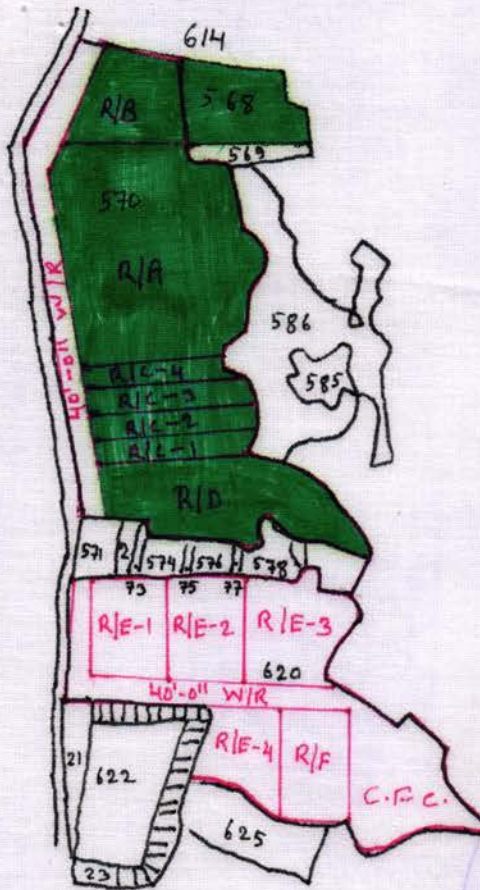 614
R/B
568
569
570
R/A
40'-0" W/R
586
585
R/C-4
R/C-3
R/C-2
R/C-1
R/D
571
2
574
576
578
73
75
77
R/E-1
R/E-2
R/E-3
620
40'-0" W/R
R/E-4
R/F
21
622
C.F.C.
625
23